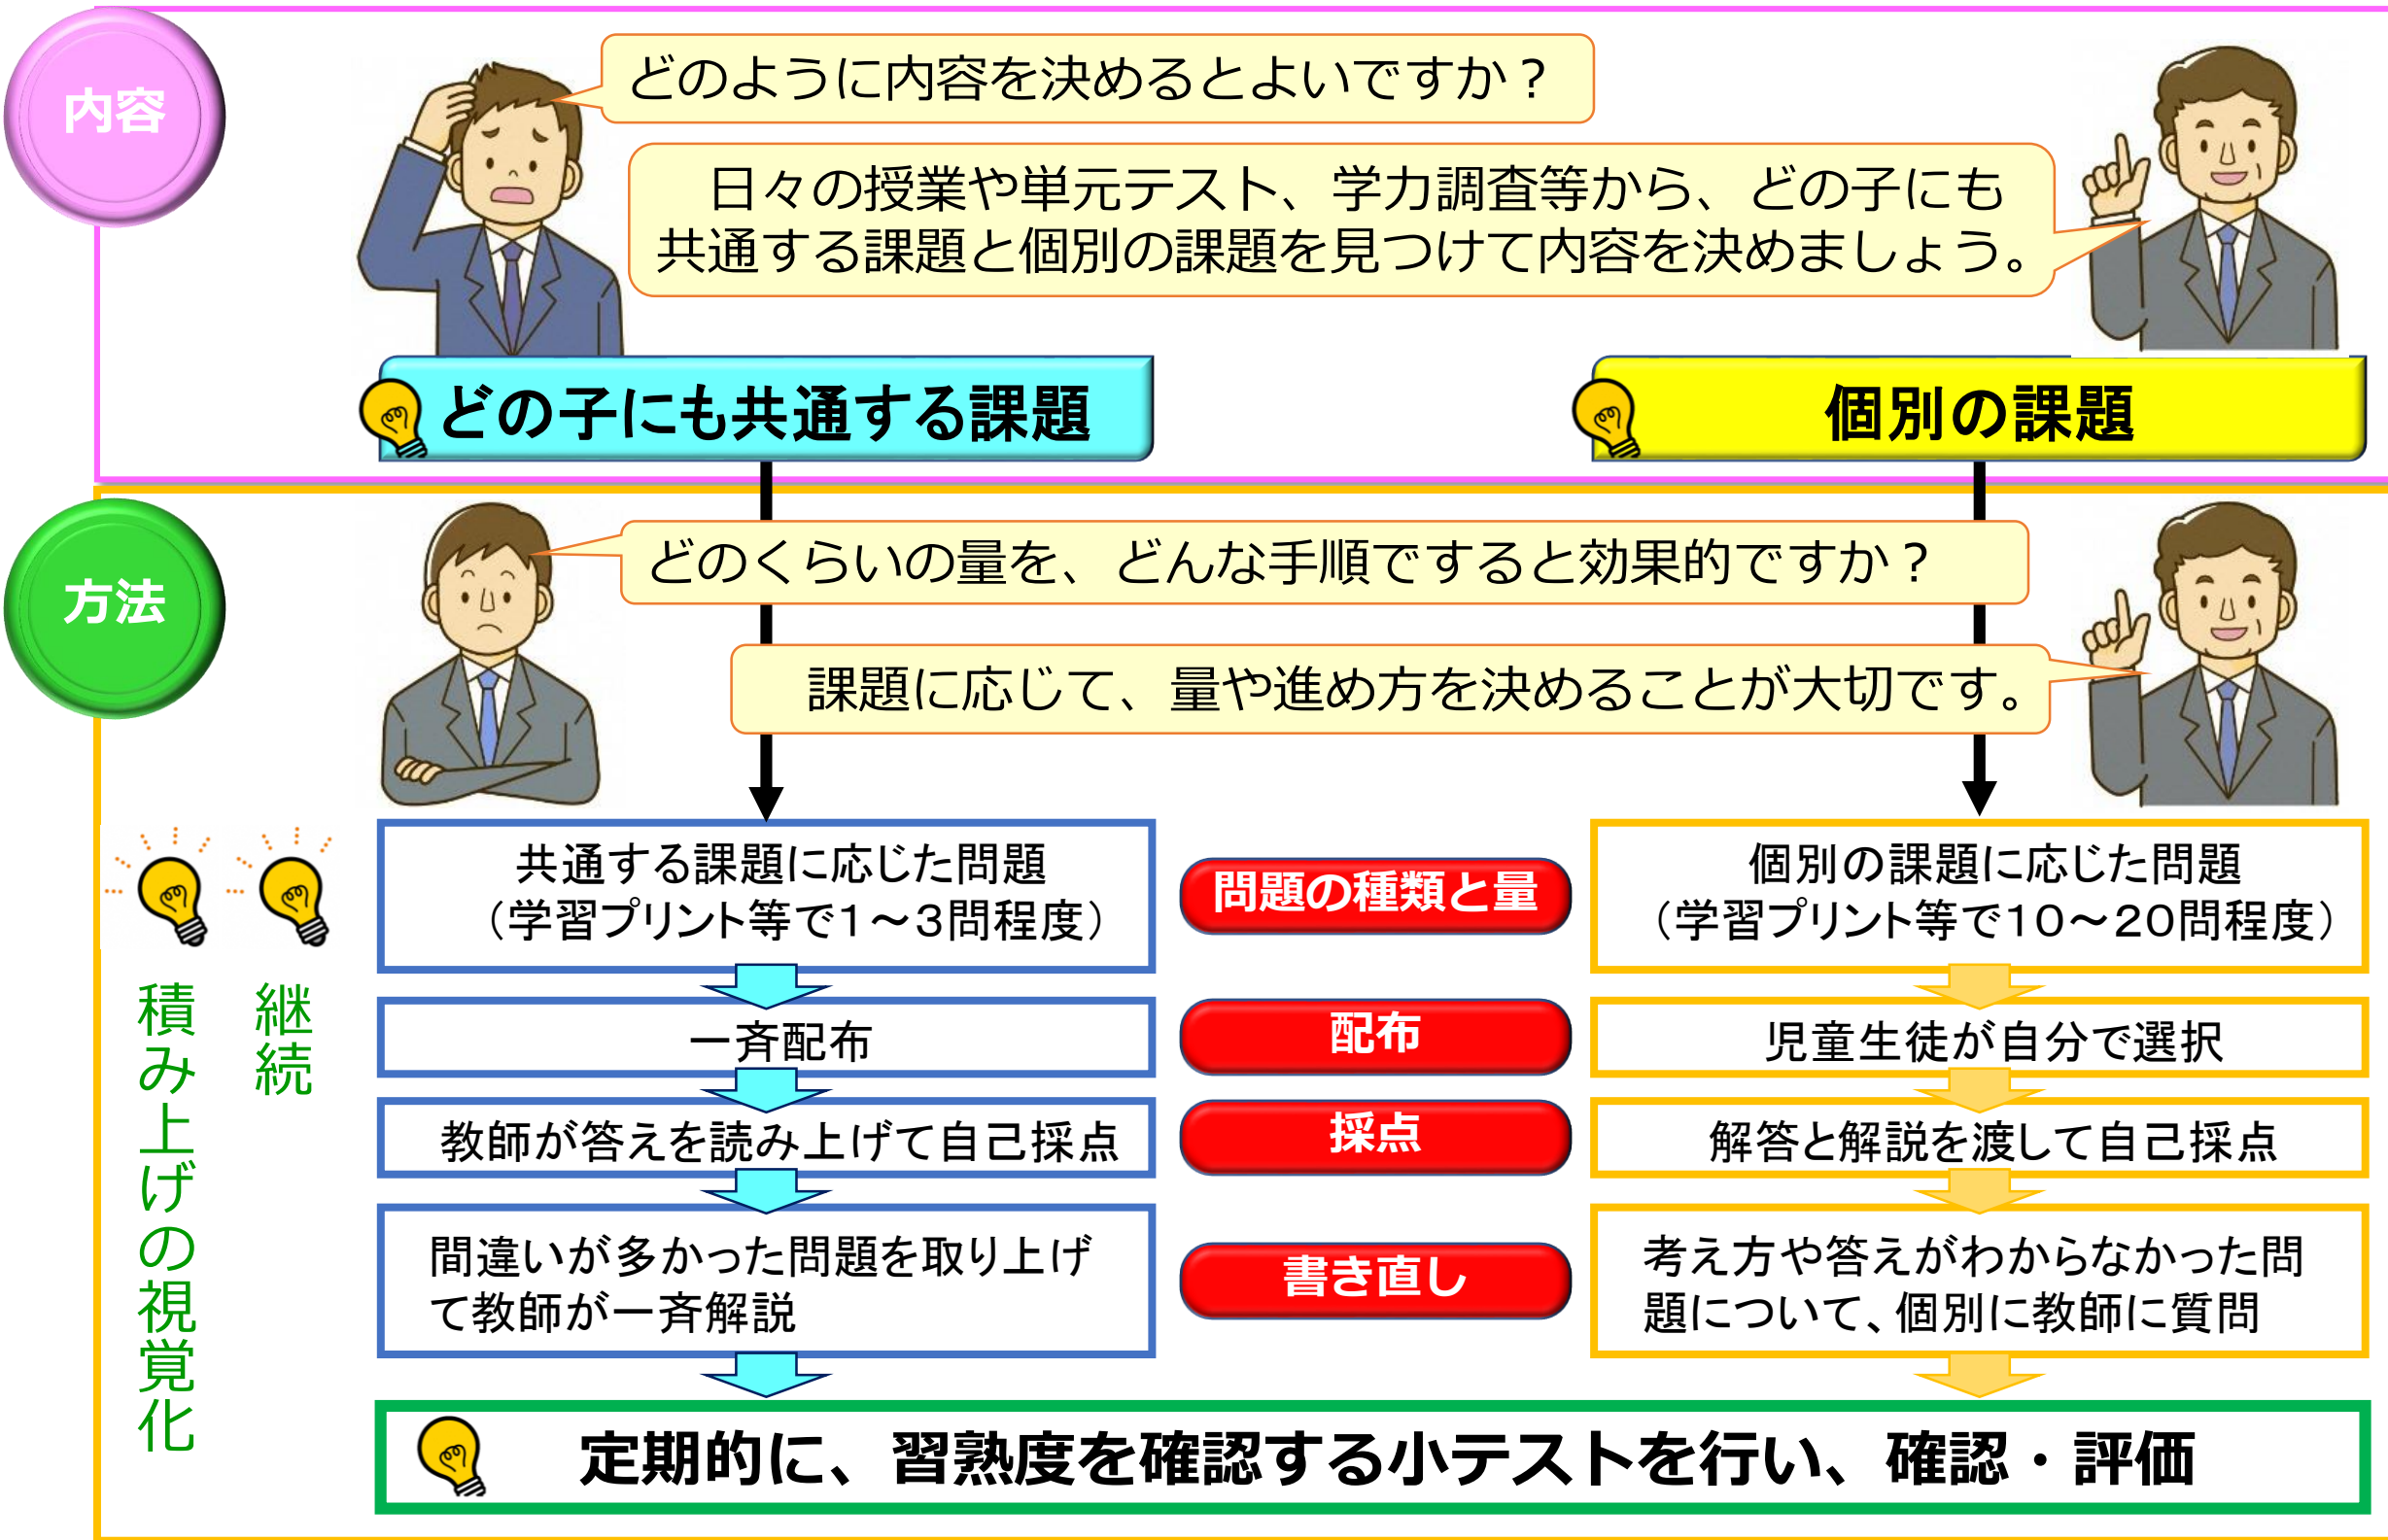 内容
どのように内容を決めるとよいですか？
日々の授業や単元テスト、学力調査等から、どの子にも
共通する課題と個別の課題を見つけて内容を決めましょう。
どの子にも共通する課題
個別の課題
方法
どのくらいの量を、どんな手順ですると効果的ですか？
課題に応じて、量や進め方を決めることが大切です。
継続
積み上げの視覚化
共通する課題に応じた問題
（学習プリント等で１～３問程度）
問題の種類と量
個別の課題に応じた問題
（学習プリント等で１０～２０問程度）
一斉配布
配布
児童生徒が自分で選択
教師が答えを読み上げて自己採点
採点
解答と解説を渡して自己採点
間違いが多かった問題を取り上げ
て教師が一斉解説
書き直し
考え方や答えがわからなかった問
題について、個別に教師に質問
定期的に、習熟度を確認する小テストを行い、確認・評価